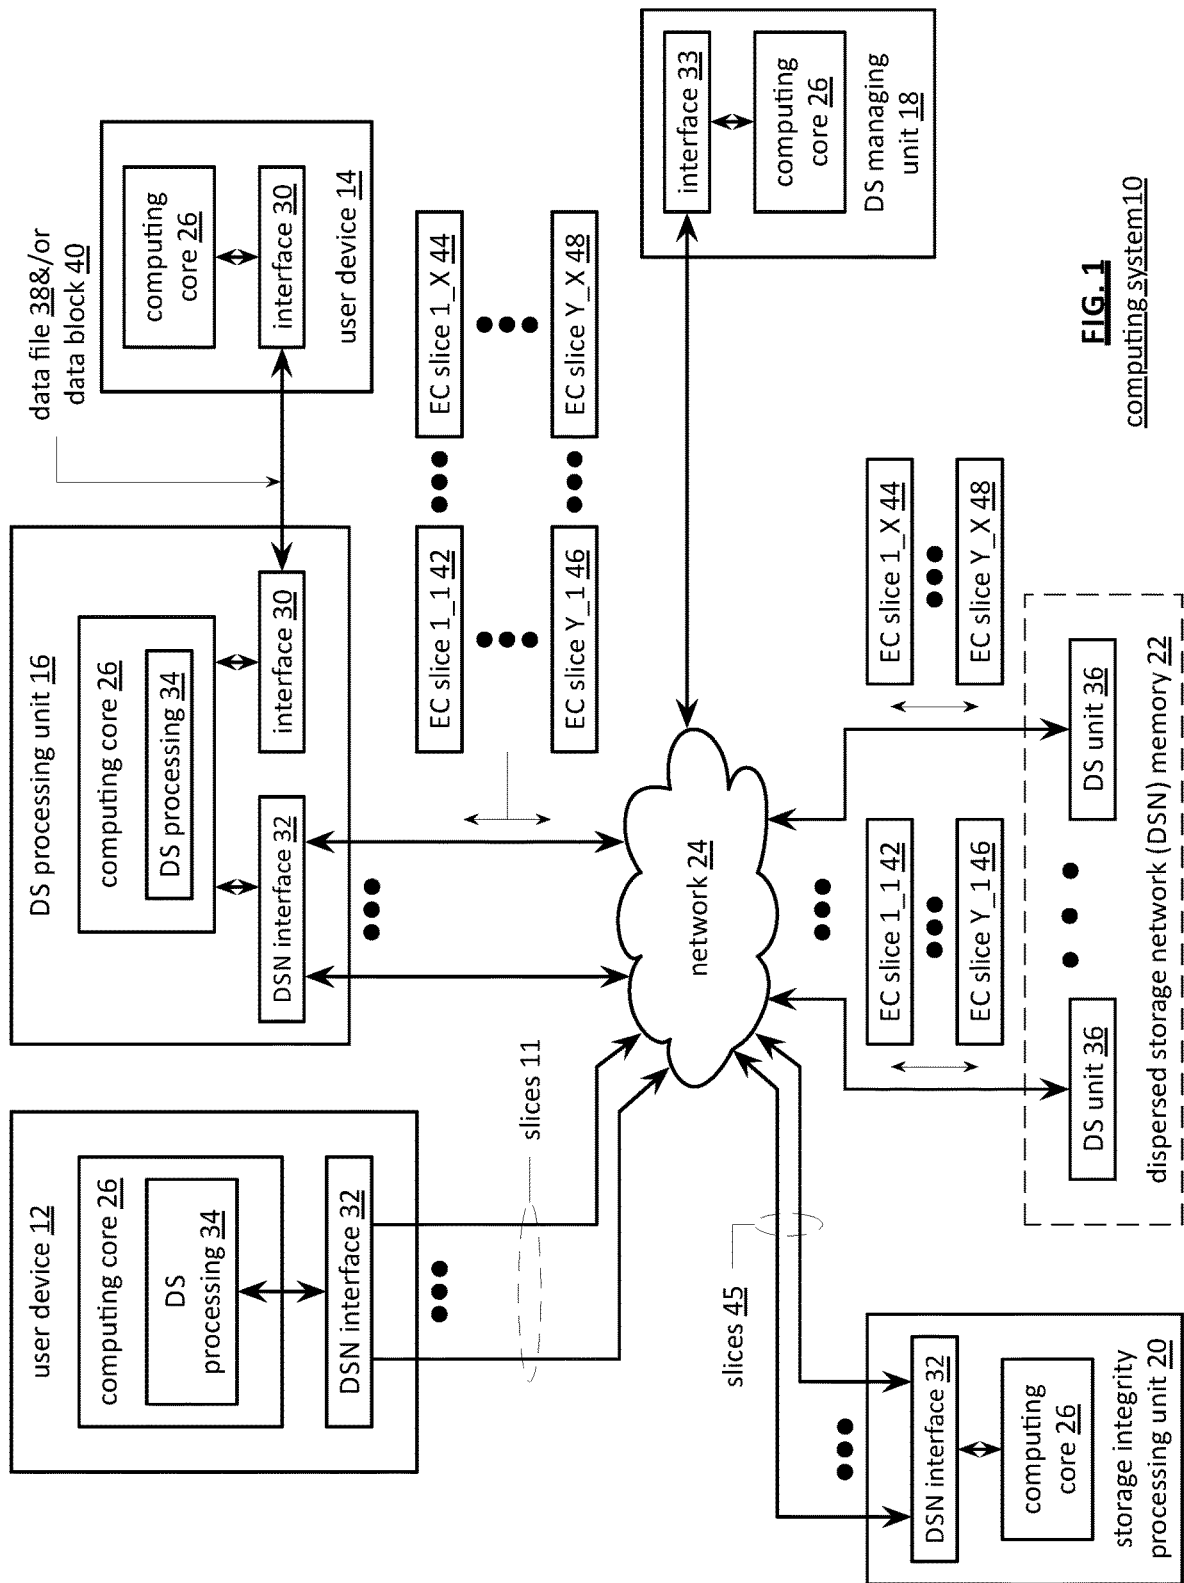 user device 12
computing core 26
DS
processing 34
DSN interface 32
slices 11
DS processing unit 16
computing core 26
DS processing 34
DSN interface 32
interface 30
data file 38&/or
data block 40
computing
core 26
interface 30
user device 14
EC slice 1_1 42
EC slice 1_X 44
EC slice Y_1 46
EC slice Y_X 48
network 24
interface 33
computing
core 26
DS managing
unit 18
slices 45
DSN interface 32
computing
core 26
storage integrity
processing unit 20
EC slice 1_1 42
EC slice Y_1 46
EC slice 1_X 44
EC slice Y_X 48
DS unit 36
DS unit 36
dispersed storage network (DSN) memory 22
FIG. 1
computing system10